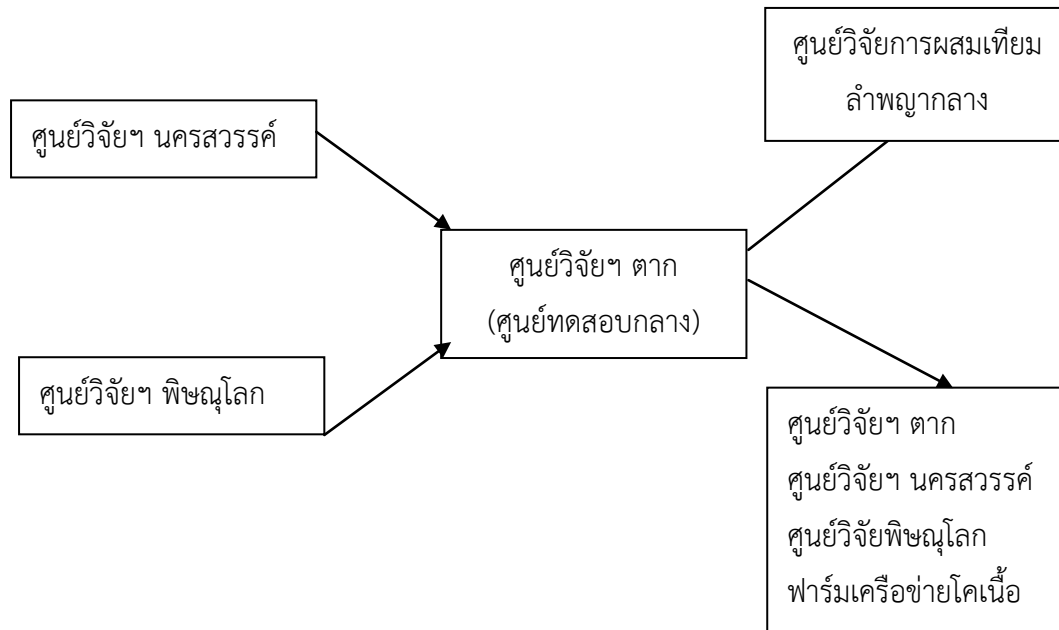 ศูนย์วิจัยการผสมเทียม
ลำพญากลาง
ศูนย์วิจัยฯ นครสวรรค์
ศูนย์วิจัยฯ ตาก
(ศูนย์ทดสอบกลาง)
ศูนย์วิจัยฯ พิษณุโลก
ศูนย์วิจัยฯ ตาก
ศูนย์วิจัยฯ นครสวรรค์
ศูนย์วิจัยพิษณุโลก
ฟาร์มเครือข่ายโคเนื้อ